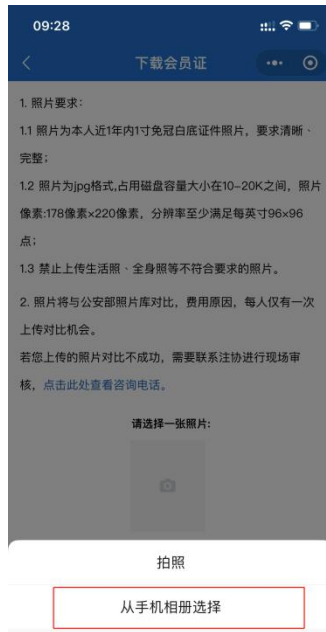 09:28
下载会员证
1. 照片要求:
1.1 照片为本人近1年内1寸免冠白底证件照片，要求清晰、
完整;
1.2 照片为jpg格式,占用磁盘容量大小在10–20K之间，照片
像素:178像素×220像素，分辨率至少满足每英寸96×96
点;
1.3 禁止上传生活照、全身照等不符合要求的照片。
2. 照片将与公安部照片库对比，费用原因，每人仅有一次
上传对比机会。
若您上传的照片对比不成功，需要联系注协进行现场审
核，点击此处查看咨询电话。
请选择一张照片:
拍照
从手机相册选择